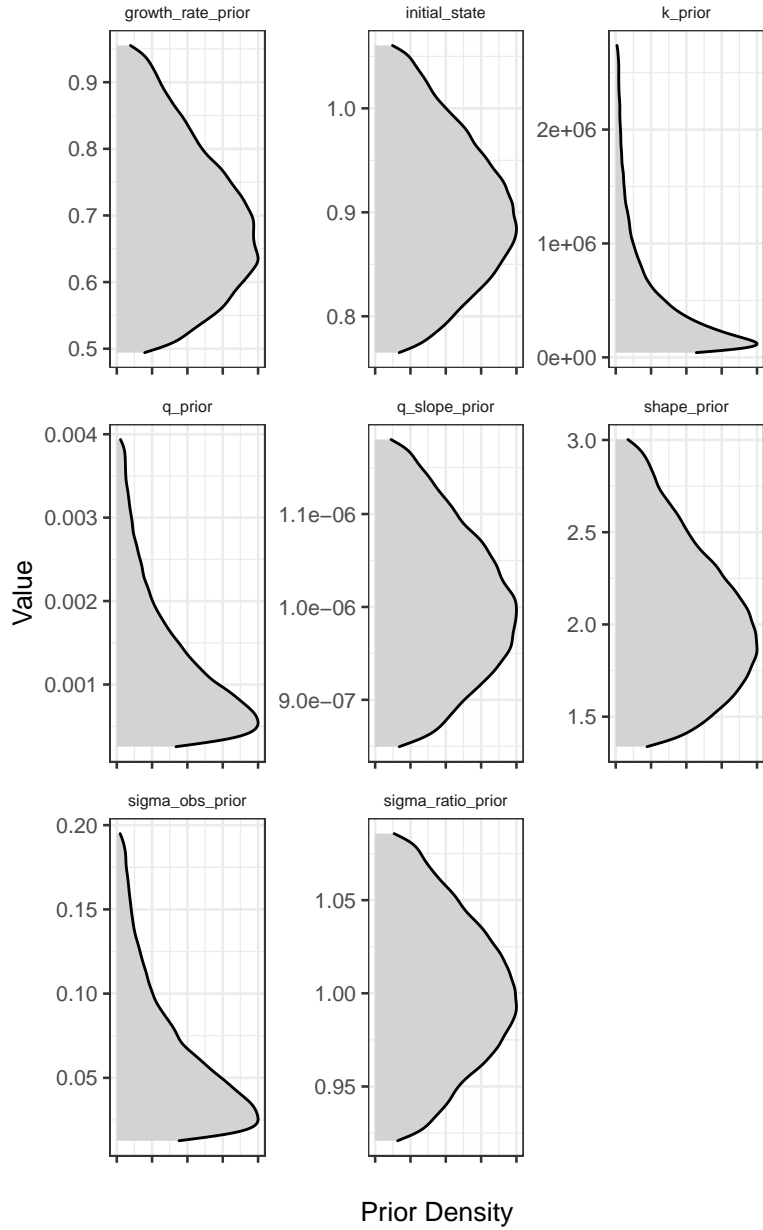 growth_rate_prior
initial_state
k_prior
0.9
0.8
0.7
0.6
0.5
1.0
0.9
0.8
2e+06
1e+06
0e+00
q_prior
q_slope_prior
shape_prior
0.004
0.003
0.002
0.001
1.1e−06
1.0e−06
9.0e−07
3.0
2.5
2.0
1.5
Value
sigma_obs_prior
sigma_ratio_prior
0.20
0.15
0.10
0.05
1.05
1.00
0.95
Prior Density